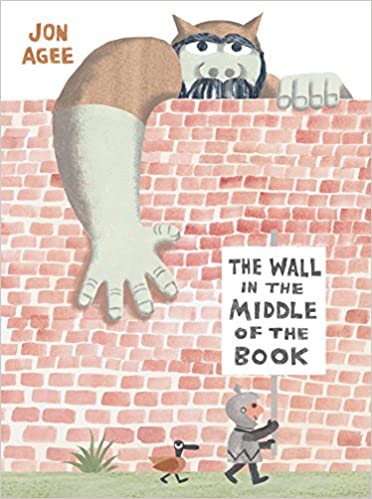 JON
AGEE
THE WALL
IN THE
MIDDLE
OF THE
BOOK